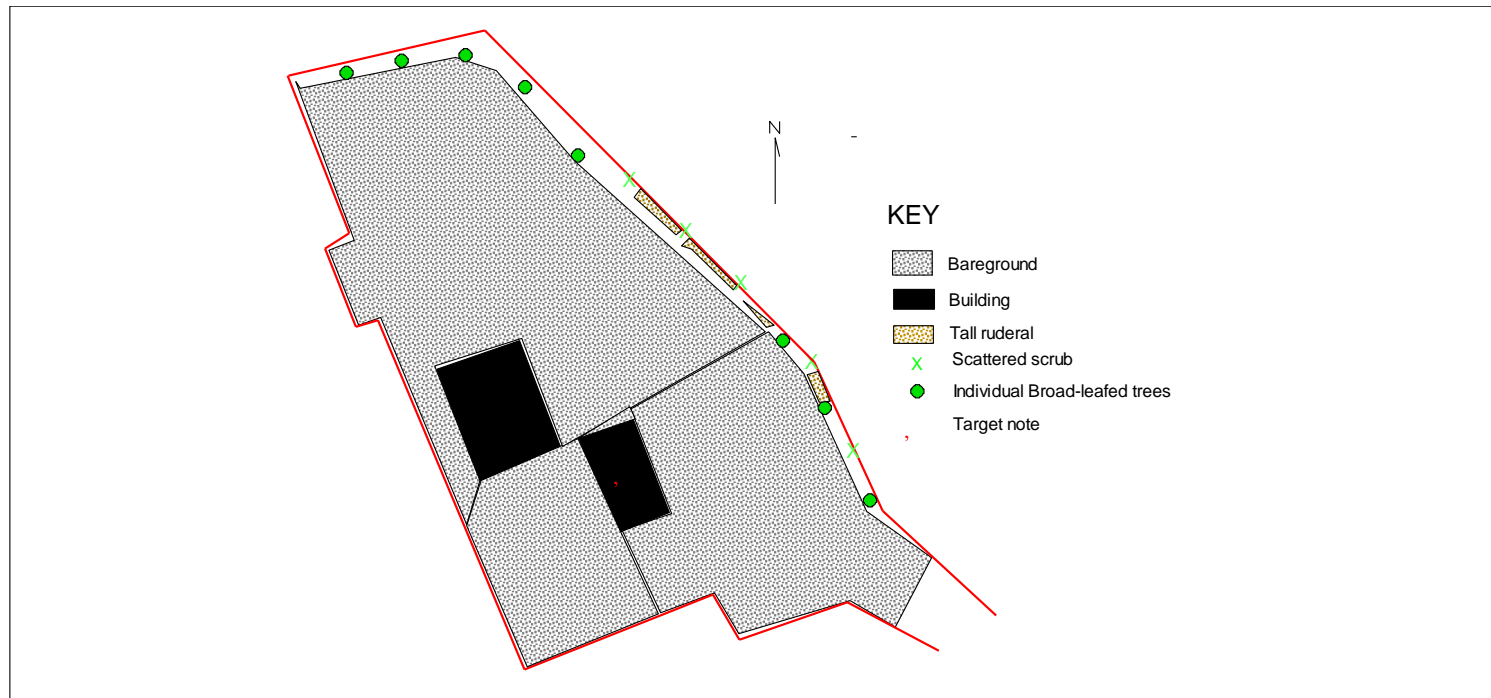 N
KEY
Bareground
Building
Tall ruderal
Scattered scrub
Individual Broad-leafed trees
Target note